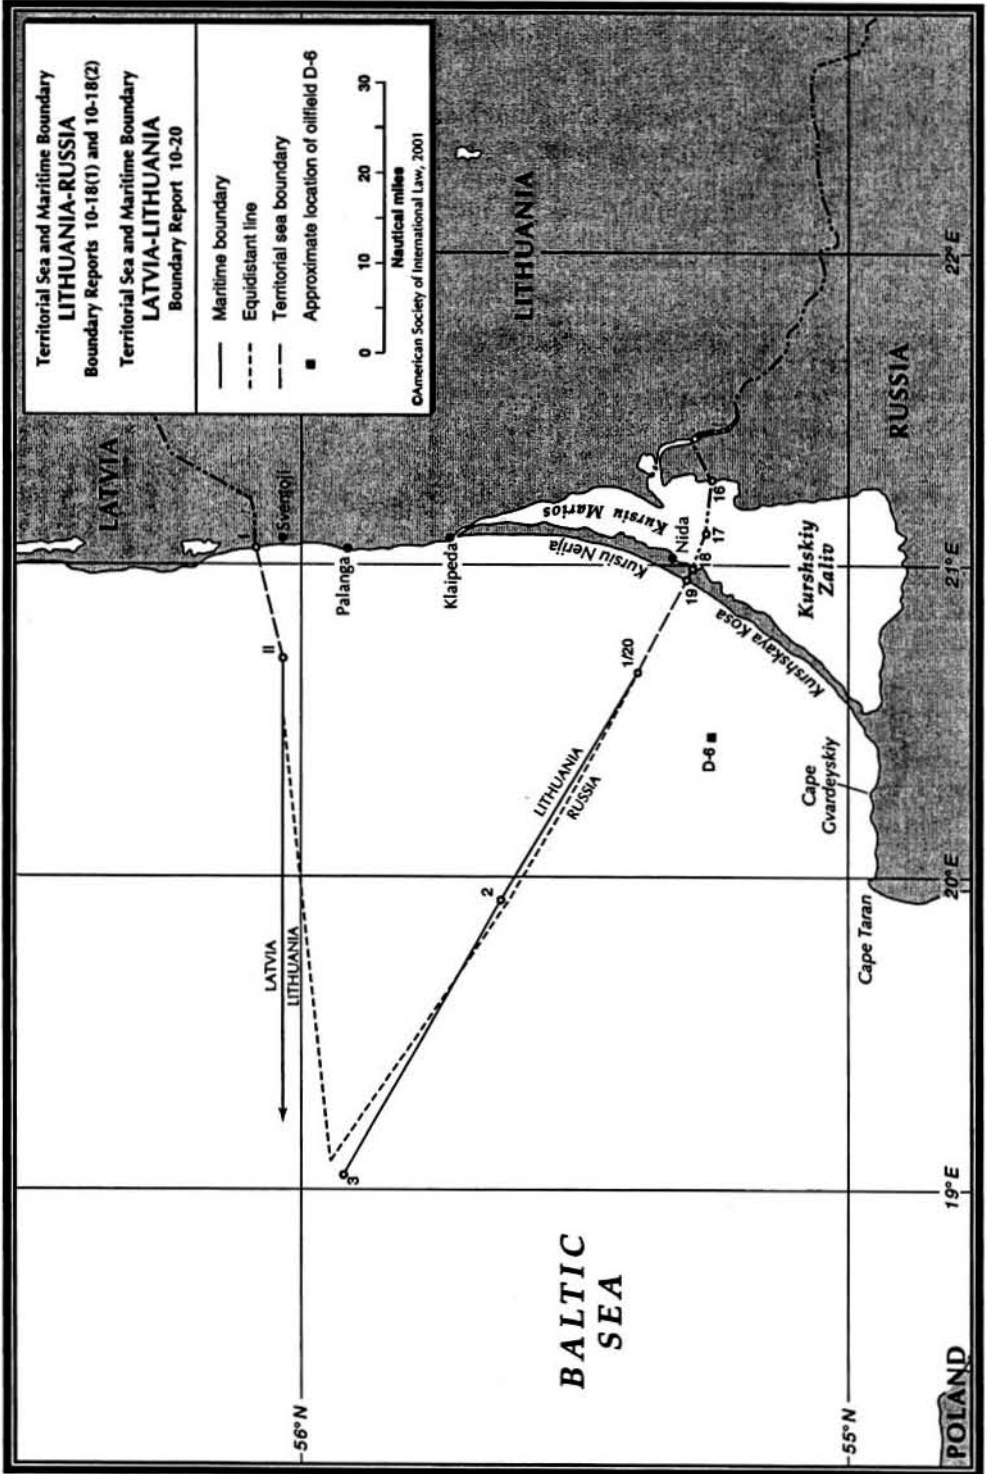 Territorial Sea and Maritime Boundary
LITHUANIA-RUSSIA
Boundary Reports 10-18(1) and 10-18(2)
Territorial Sea and Maritime Boundary
LATVIA-LITHUANIA
Boundary Report 10-20
Maritime boundary
Equidistant line
Territorial sea boundary
Approximate location of oilfield D-6
0 10 20 30
Nautical miles
©American Society of International Law, 2001
LATVIA
Sventoji
Palanga
Klaipeda
LITHUANIA
Kursiu Marios
Kursiu Nerija
Nida
I
II
LATVIA
LITHUANIA
LITHUANIA
RUSSIA
3
2
1/20
19
18
17
16
D-6
Kurshskaya Kosa
Kurshskiy
Zaliv
RUSSIA
Cape
Gvardeyskiy
Cape Taran
BALTIC
SEA
POLAND
56°N
55°N
19°E
20°E
21°E
22°E